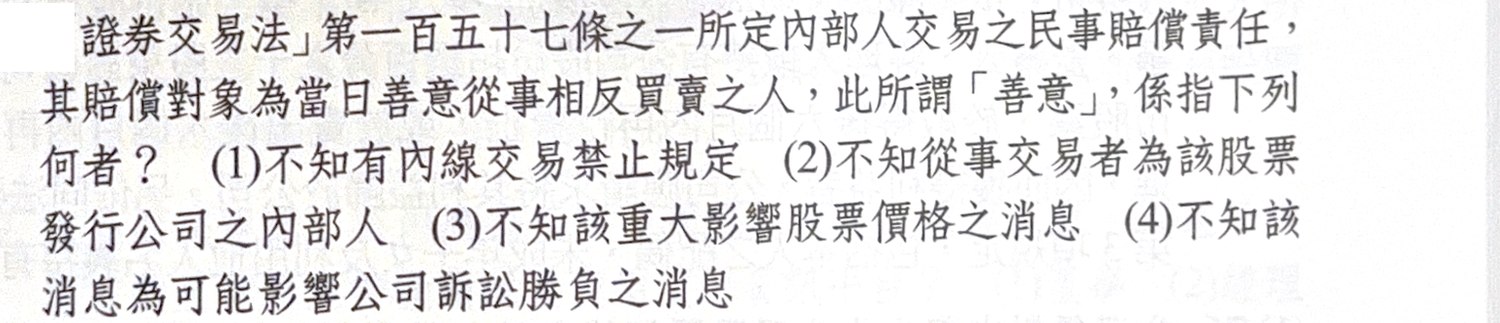 證券交易法」第一百五十七條之一所定內部人交易之民事賠償責任，
其賠償對象為當日善意從事相反買賣之人，此所謂「善意」，係指下列
何者？　(1)不知有內線交易禁止規定　(2)不知從事交易者為該股票
發行公司之內部人　(3)不知該重大影響股票價格之消息　(4)不知該
消息為可能影響公司訴訟勝負之消息